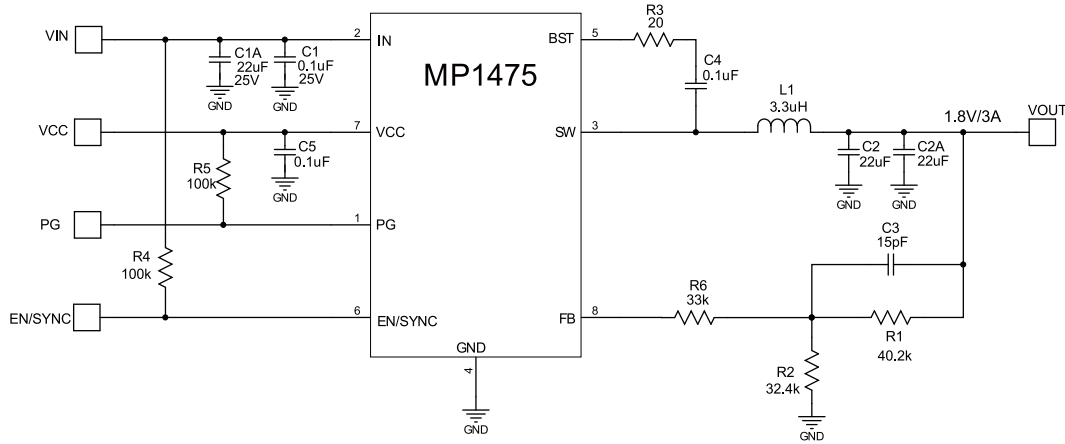 VIN
2
IN
C1A
22uF
25V
GND
C1
0.1uF
25V
GND
MP1475
BST
5
R3
20
C4
0.1uF
VCC
7
VCC
C5
0.1uF
GND
SW
3
L1
3.3uH
1.8V/3A
VOUT
C2
22uF
GND
C2A
22uF
GND
R5
100k
PG
1
PG
R4
100k
EN/SYNC
6
EN/SYNC
GND
4
GND
FB
8
R6
33k
C3
15pF
R1
40.2k
R2
32.4k
GND